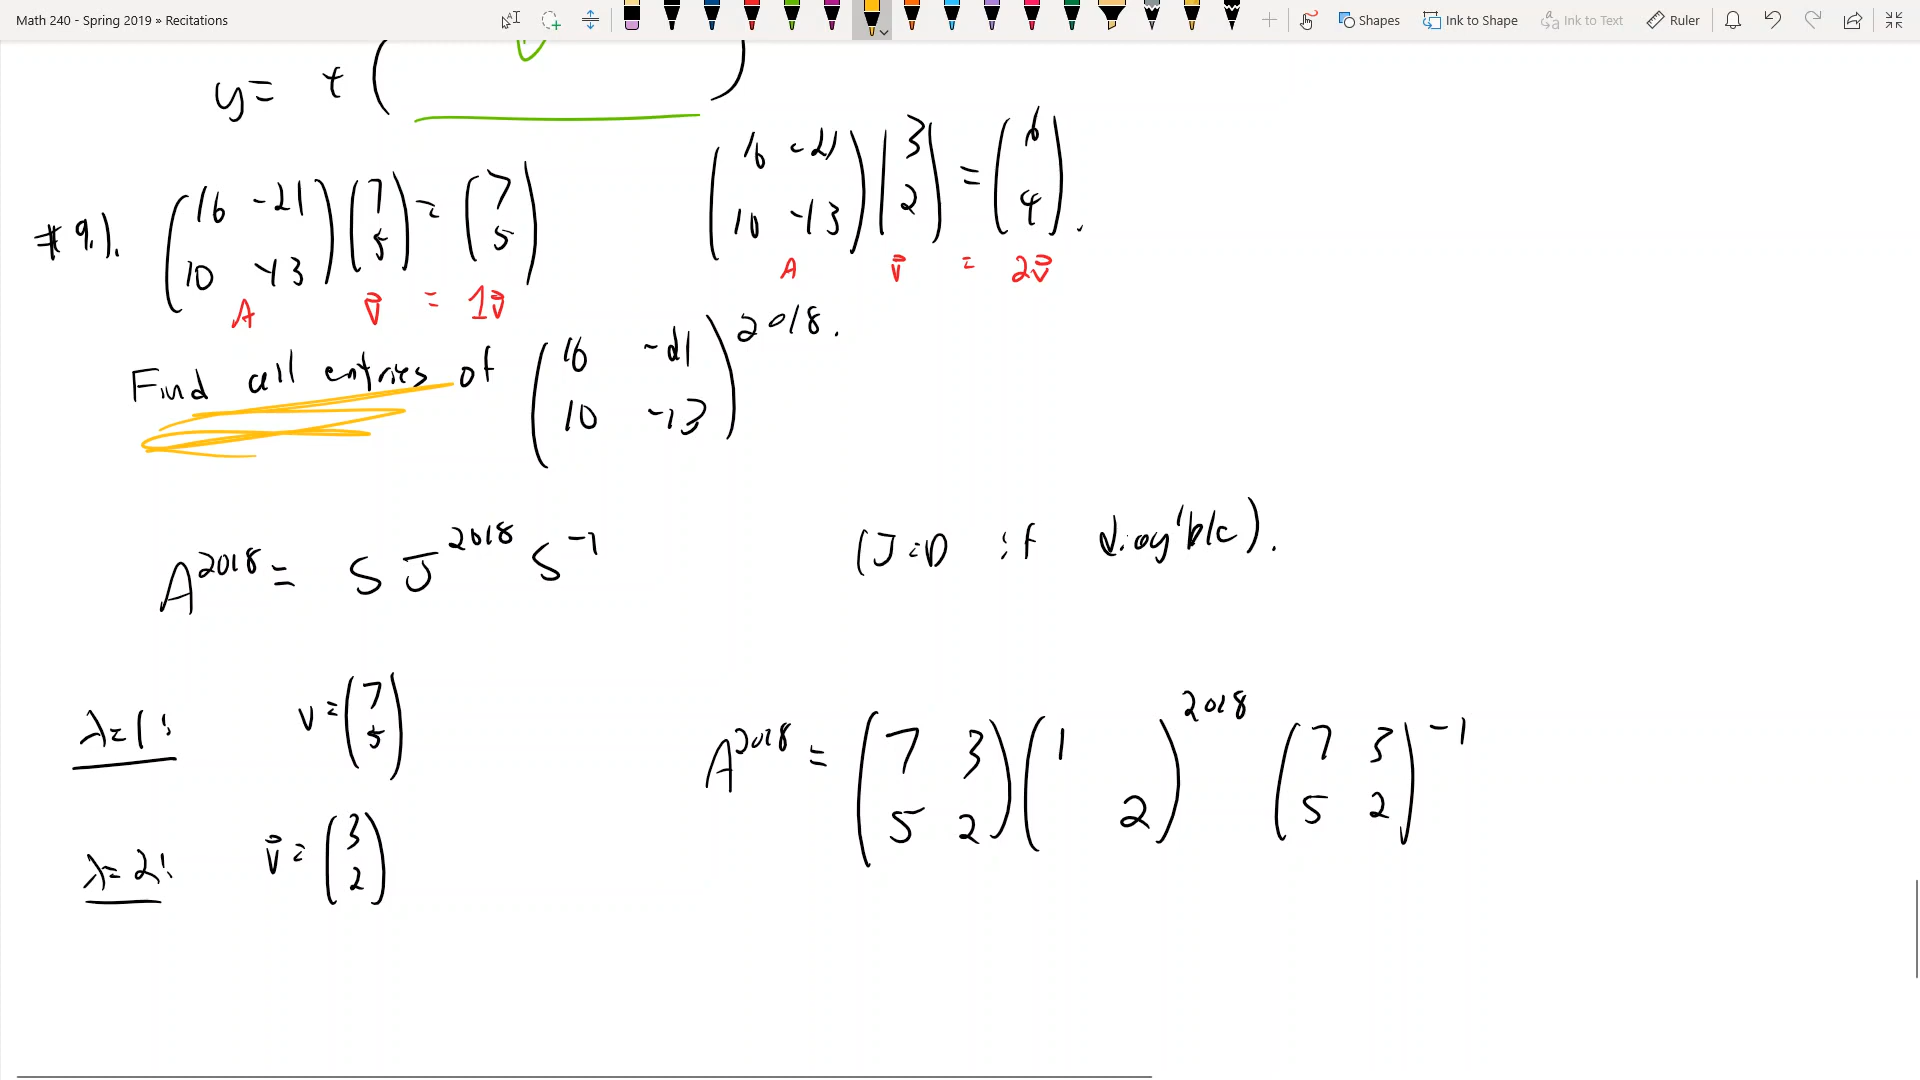 Math 240 - Spring 2019 » Recitations
Shapes Ink to Shape Ink to Text Ruler
y= t ( )
#9.). (16 -21 10 -13) (7 5) = (7 5) (16 -21 10 -13) (3 2) = (6 4).
A v⃗ = 1v⃗ A v⃗ = 2v⃗
Find all entries of (16 -21 10 -13)^2018.
A^2018 = S J^2018 S^-1 (J=D if diag'ble).
λ=1: v=(7 5) A^2018 = (7 3 5 2) (1 2)^2018 (7 3 5 2)^-1
λ=2: v⃗= (3 2)